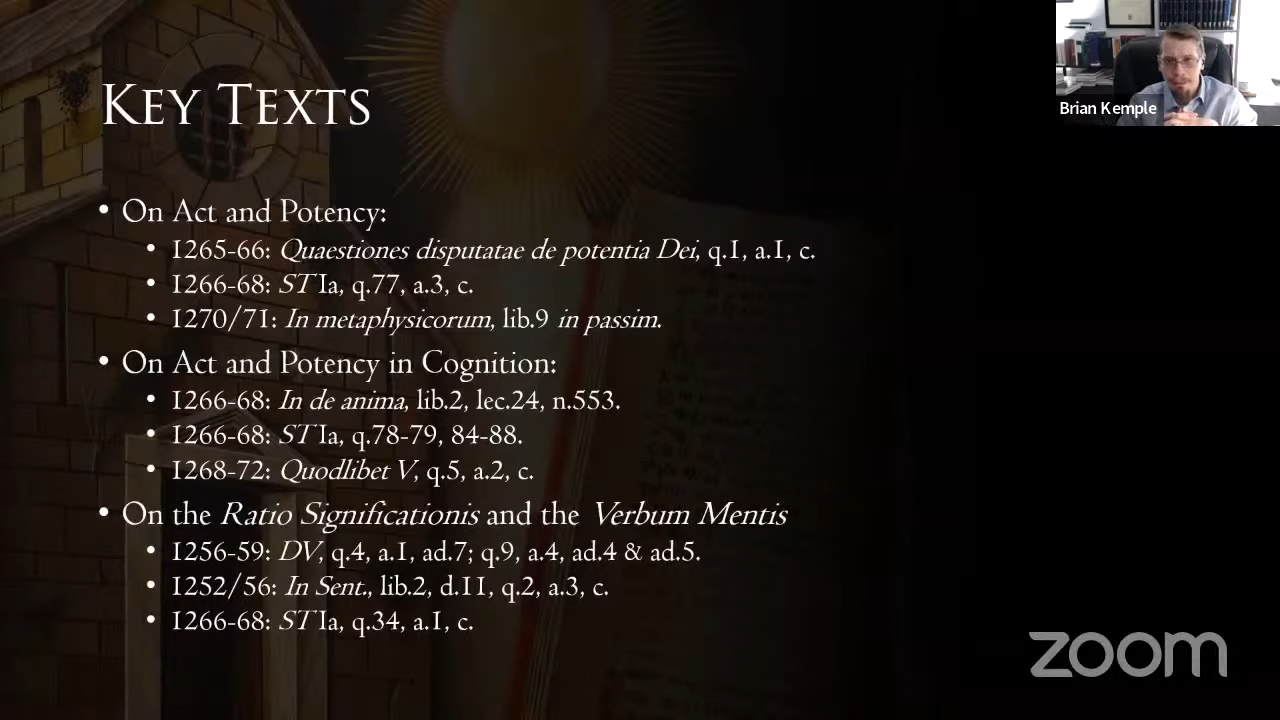 KEY TEXTS
Brian Kemple
• On Act and Potency:
• 1265-66: Quaestiones disputatae de potentia Dei, q.1, a.1, c.
• 1266-68: ST Ia, q.77, a.3, c.
• 1270/71: In metaphysicorum, lib.9 in passim.
• On Act and Potency in Cognition:
• 1266-68: In de anima, lib.2, lec.24, n.553.
• 1266-68: ST Ia, q.78-79, 84-88.
• 1268-72: Quodlibet V, q.5, a.2, c.
• On the Ratio Significationis and the Verbum Mentis
• 1256-59: DV, q.4, a.1, ad.7; q.9, a.4, ad.4 & ad.5.
• 1252/56: In Sent., lib.2, d.11, q.2, a.3, c.
• 1266-68: ST Ia, q.34, a.1, c.
zoom